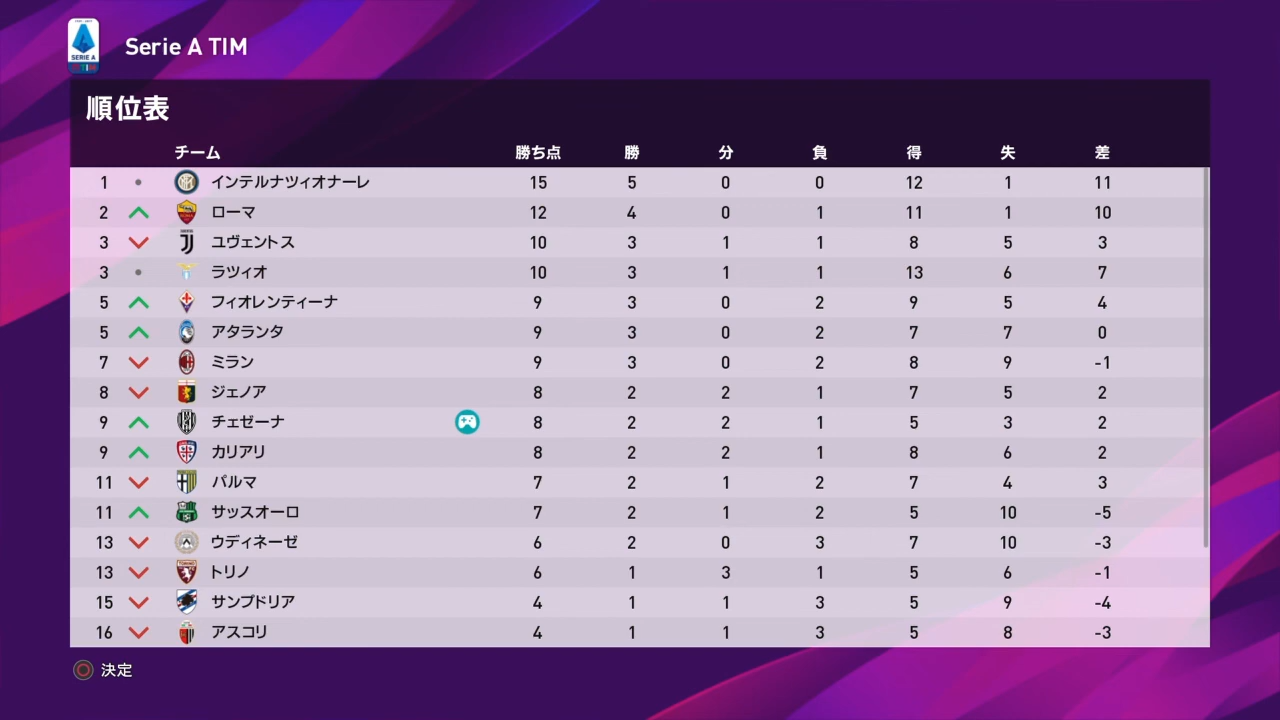 Serie A TIM
順位表
チーム 勝ち点 勝 分 負 得 失 差
1 インテルナツィオナーレ 15 5 0 0 12 1 11
2 ローマ 12 4 0 1 11 1 10
3 ユヴェントス 10 3 1 1 8 5 3
3 ラツィオ 10 3 1 1 13 6 7
5 フィオレンティーナ 9 3 0 2 9 5 4
5 アタランタ 9 3 0 2 7 7 0
7 ミラン 9 3 0 2 8 9 -1
8 ジェノア 8 2 2 1 7 5 2
9 チェゼーナ 8 2 2 1 5 3 2
9 カリアリ 8 2 2 1 8 6 2
11 パルマ 7 2 1 2 7 4 3
11 サッスオーロ 7 2 1 2 5 10 -5
13 ウディネーゼ 6 2 0 3 7 10 -3
13 トリノ 6 1 3 1 5 6 -1
15 サンプドリア 4 1 1 3 5 9 -4
16 アスコリ 4 1 1 3 5 8 -3
決定